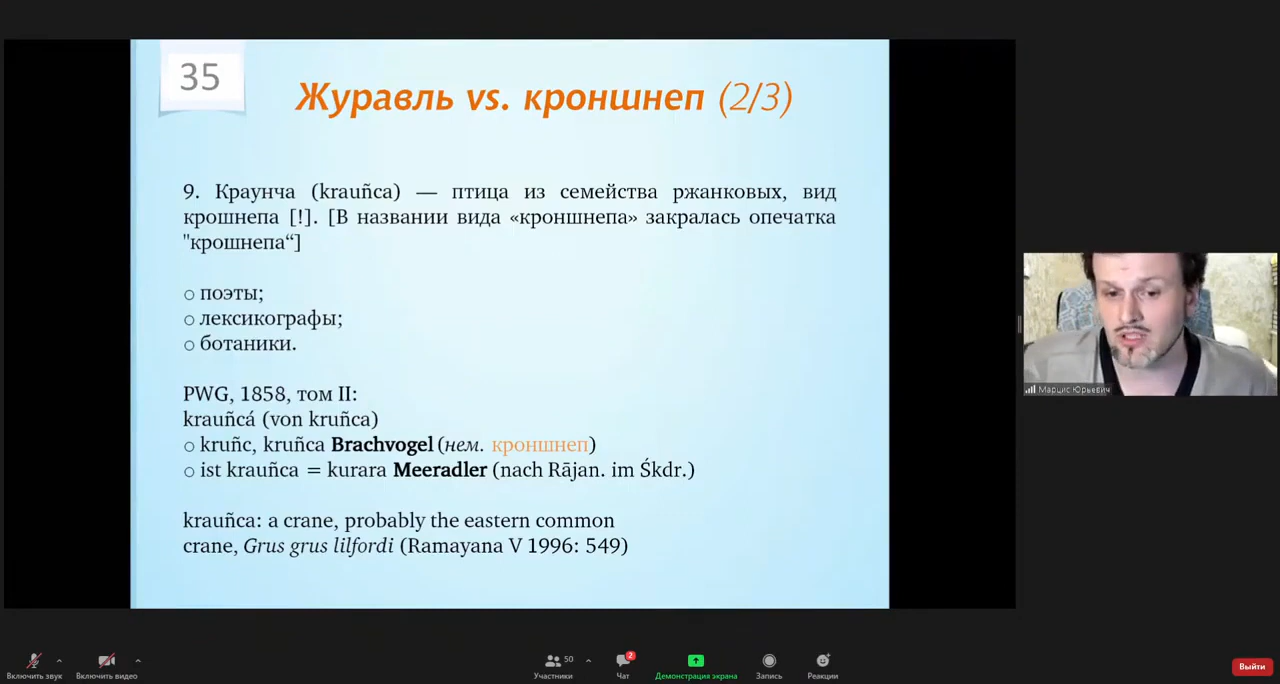 35
Журавль vs. кроншнеп (2/3)
9. Краунча (krauñca) — птица из семейства ржанковых, вид
крошнепа [!]. [В названии вида «кроншнепа» закралась опечатка
"крошнепа“]
○ поэты;
○ лексикографы;
○ ботаники.
PWG, 1858, том II:
krauñcá (von kruñca)
○ kruñc, kruñca Brachvogel (нем. кроншнеп)
○ ist krauñca = kurara Meeradler (nach Rājan. im Śkdr.)
krauñca: a crane, probably the eastern common
crane, Grus grus lilfordi (Ramayana V 1996: 549)
Марцис Юрьевич
Включить звук
Включить видео
50
Участники
2
Чат
Демонстрация экрана
Запись
Реакции
Выйти